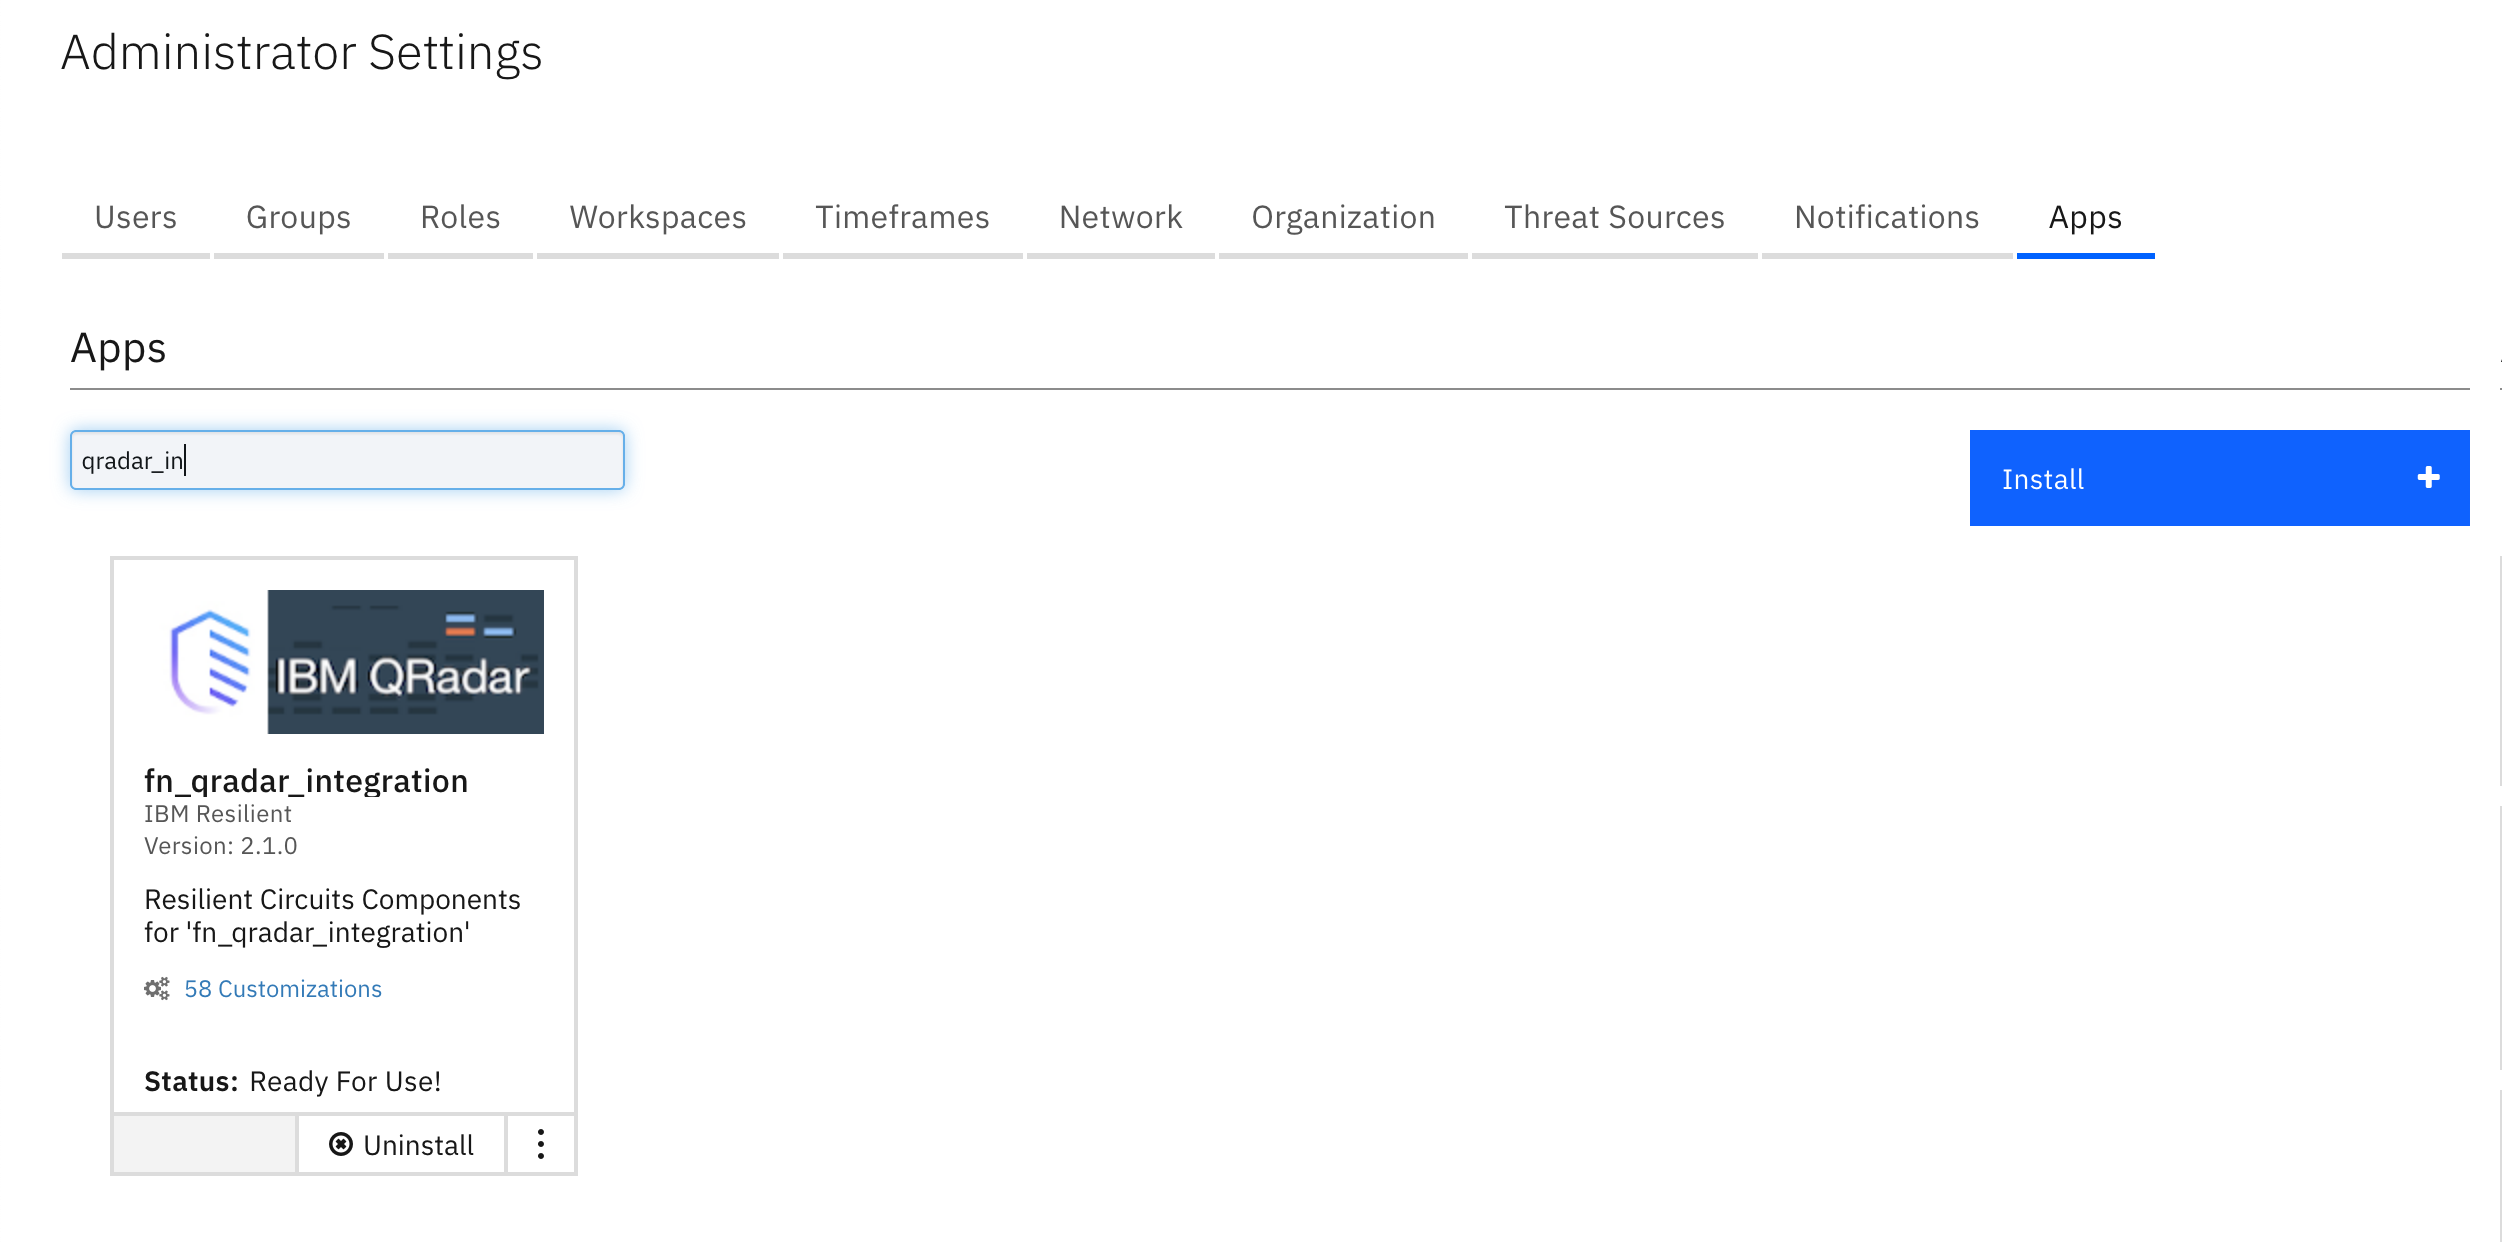 Administrator Settings
Users Groups Roles Workspaces Timeframes Network Organization Threat Sources Notifications Apps
Apps
qradar_in
Install
IBM QRadar
fn_qradar_integration
IBM Resilient
Version: 2.1.0
Resilient Circuits Components
for 'fn_qradar_integration'
58 Customizations
Status: Ready For Use!
Uninstall